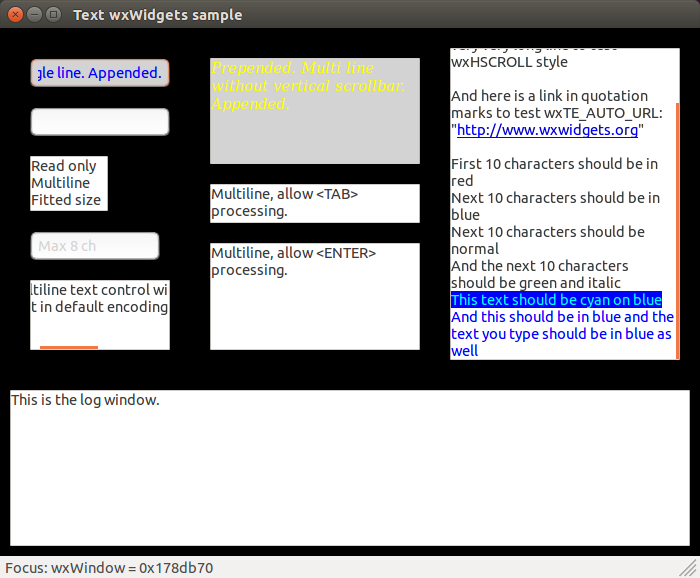 Text wxWidgets sample
gle line. Appended.
Read only
Multiline
Fitted size
Max 8 ch
ltiline text control wi
t in default encoding
Prepended. Multi line
without vertical scrollbar.
Appended.
Multiline, allow <TAB>
processing.
Multiline, allow <ENTER>
processing.
very very long line to test
wxHSCROLL style
And here is a link in quotation
marks to test wxTE_AUTO_URL:
"http://www.wxwidgets.org"
First 10 characters should be in
red
Next 10 characters should be in
blue
Next 10 characters should be
normal
And the next 10 characters
should be green and italic
This text should be cyan on blue
And this should be in blue and the
text you type should be in blue as
well
This is the log window.
Focus: wxWindow = 0x178db70